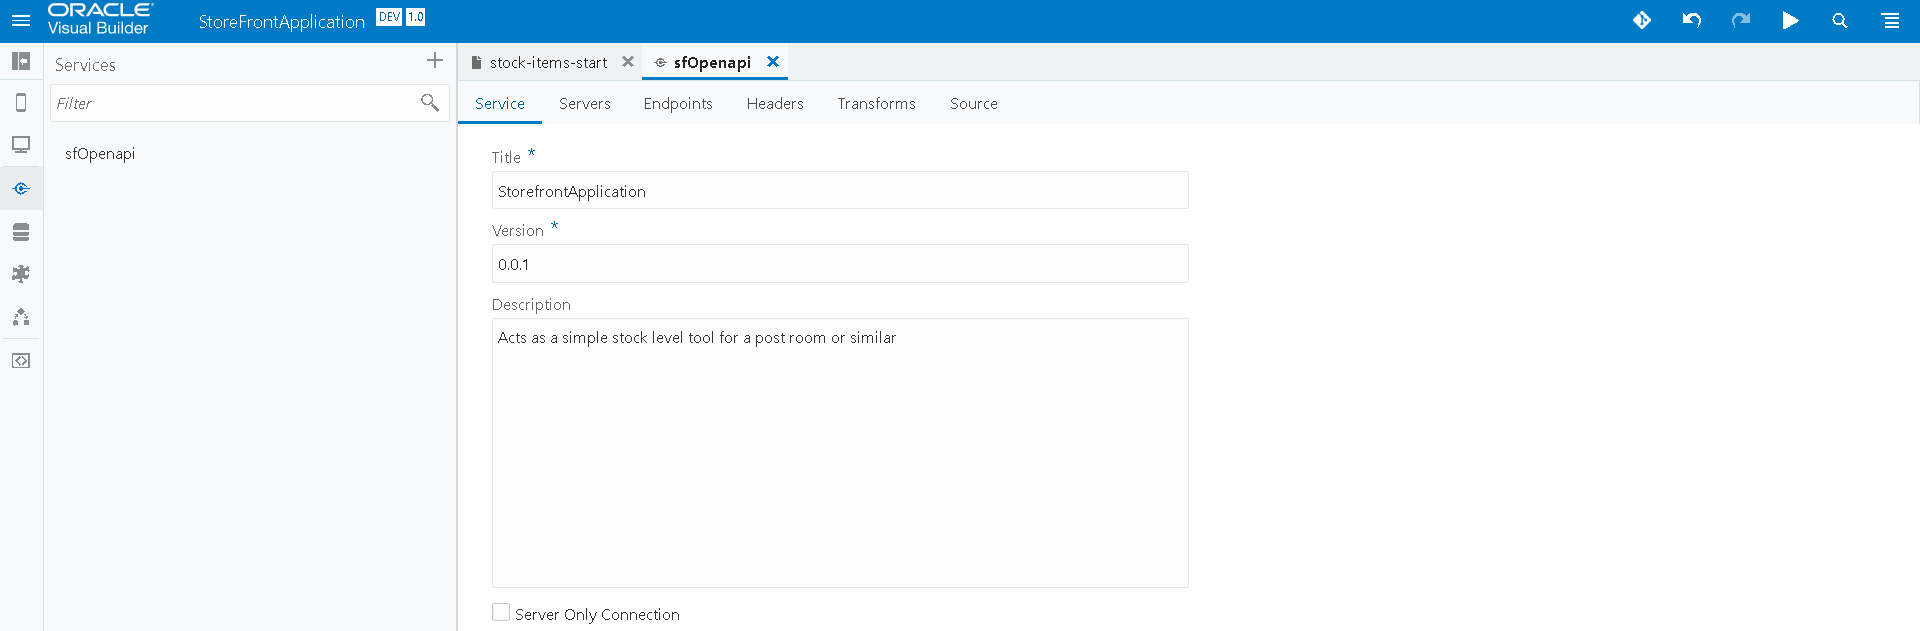 ORACLE
Visual Builder
StoreFrontApplication DEV 1.0
Services
Filter
sfOpenapi
stock-items-start sfOpenapi
Service Servers Endpoints Headers Transforms Source
Title *
StorefrontApplication
Version *
0.0.1
Description
Acts as a simple stock level tool for a post room or similar
Server Only Connection